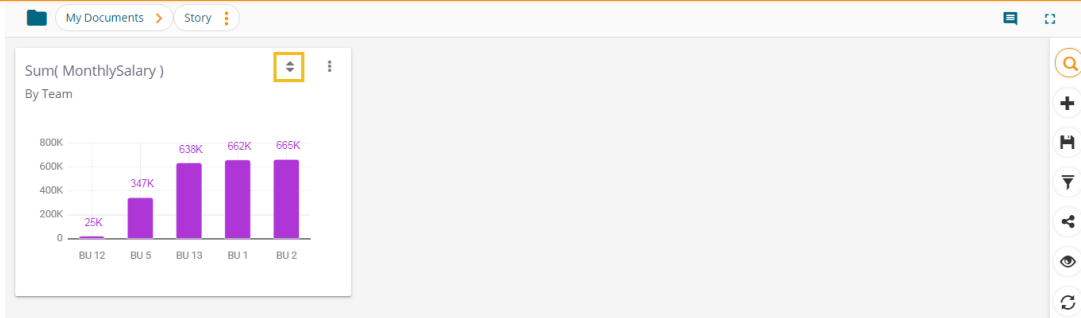 My Documents > Story
Sum( MonthlySalary )
By Team
800K
600K
400K
200K
0
25K
347K
638K
662K
665K
BU 12 BU 5 BU 13 BU 1 BU 2